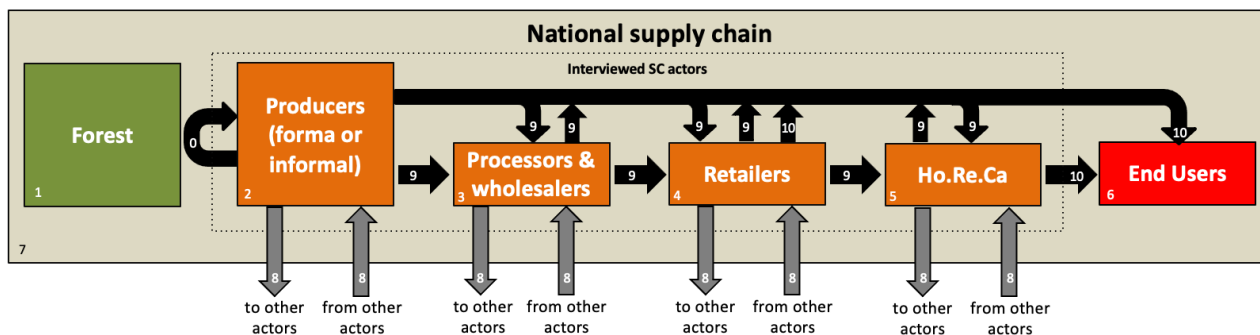 National supply chain
Interviewed SC actors
Forest
1
0
Producers
(forma or
informal)
2
9
9
9
Processors &
wholesalers
3
9
9
9
10
Retailers
4
9
9
9
Ho.Re.Ca
5
10
10
End Users
6
7
8
8
8
8
8
8
8
8
to other
actors
from other
actors
to other
actors
from other
actors
to other
actors
from other
actors
to other
actors
from other
actors